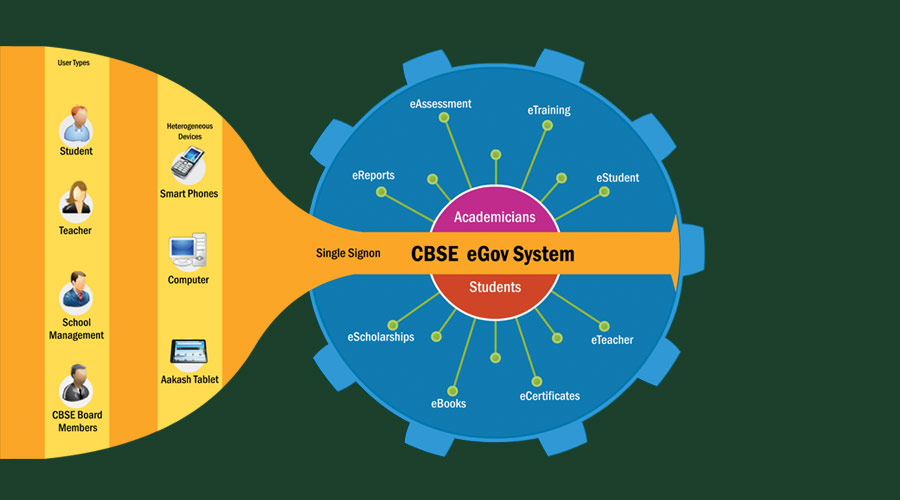 User Types
Student
Teacher
School
Management
CBSE Board
Members
Heterogeneous
Devices
Smart Phones
Computer
Aakash Tablet
Single Signon
CBSE eGov System
Academicians
Students
eAssessment
eTraining
eReports
eStudent
eScholarships
eTeacher
eBooks
eCertificates